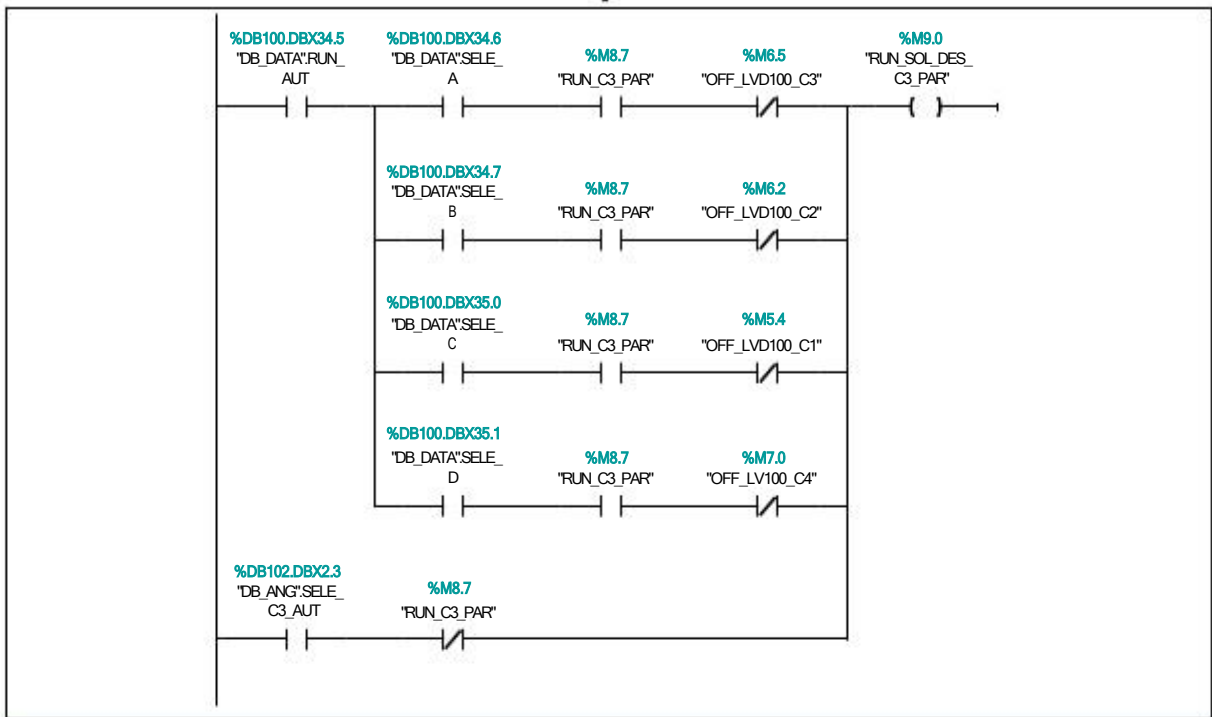 %DB100.DBX34.5
"DB_DATA".RUN_
AUT
%DB100.DBX34.6
"DB_DATA".SELE_
A
%M8.7
"RUN_C3_PAR"
%M6.5
"OFF_LVD100_C3"
%M9.0
"RUN_SOL_DES_
C3_PAR"
%DB100.DBX34.7
"DB_DATA".SELE_
B
%M8.7
"RUN_C3_PAR"
%M6.2
"OFF_LVD100_C2"
%DB100.DBX35.0
"DB_DATA".SELE_
C
%M8.7
"RUN_C3_PAR"
%M5.4
"OFF_LVD100_C1"
%DB100.DBX35.1
"DB_DATA".SELE_
D
%M8.7
"RUN_C3_PAR"
%M7.0
"OFF_LV100_C4"
%DB102.DBX2.3
"DB_ANG".SELE_
C3_AUT
%M8.7
"RUN_C3_PAR"